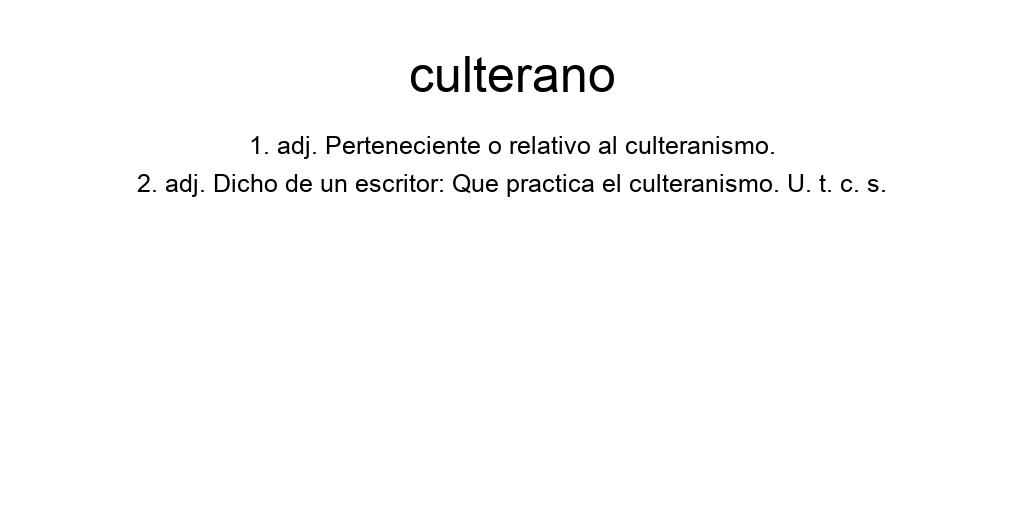 culterano
1. adj. Perteneciente o relativo al culteranismo.
2. adj. Dicho de un escritor: Que practica el culteranismo. U. t. c. s.